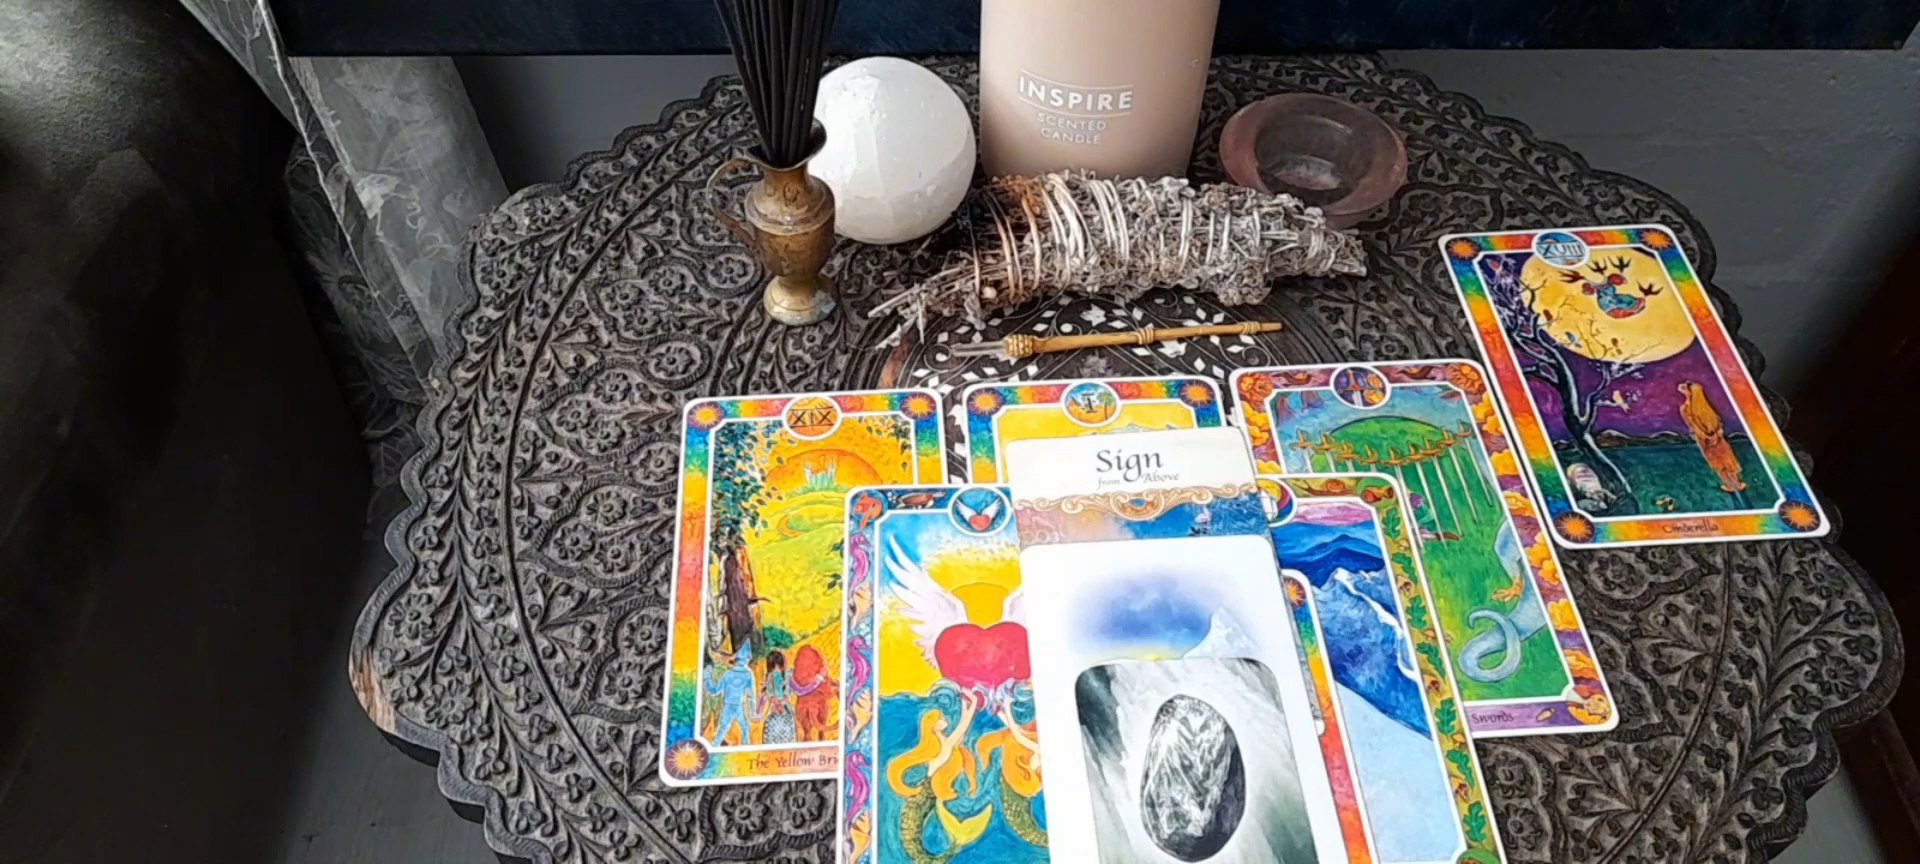 INSPIRE
SCENTED
CANDLE
XVIII
XIX
I
Sign
from Above
Cinderella
Swords
The Yellow Bri